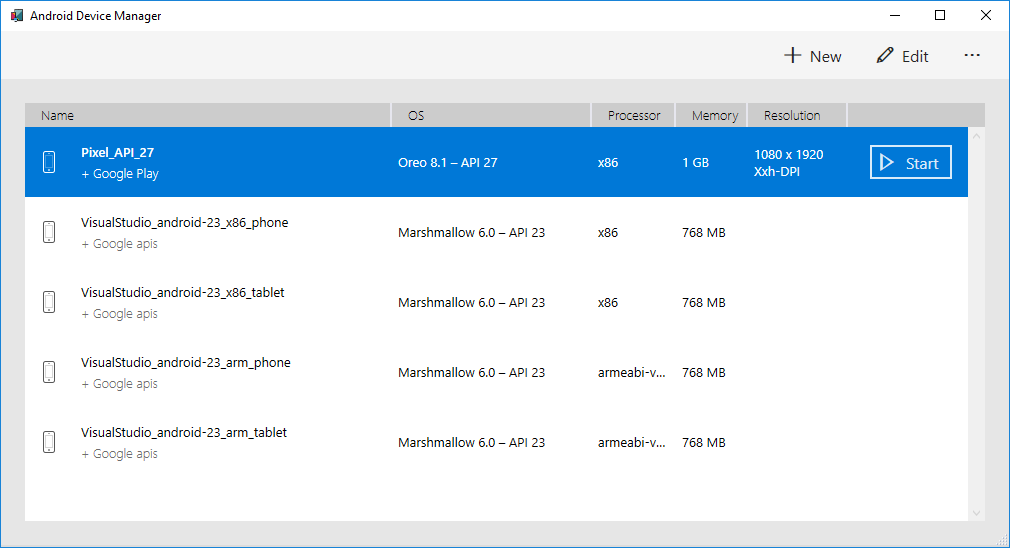 Android Device Manager
New Edit ...
Name OS Processor Memory Resolution
Pixel_API_27
+ Google Play
Oreo 8.1 – API 27 x86 1 GB
1080 x 1920
Xxh-DPI
Start
VisualStudio_android-23_x86_phone
+ Google apis
Marshmallow 6.0 – API 23 x86 768 MB
VisualStudio_android-23_x86_tablet
+ Google apis
Marshmallow 6.0 – API 23 x86 768 MB
VisualStudio_android-23_arm_phone
+ Google apis
Marshmallow 6.0 – API 23 armeabi-v... 768 MB
VisualStudio_android-23_arm_tablet
+ Google apis
Marshmallow 6.0 – API 23 armeabi-v... 768 MB